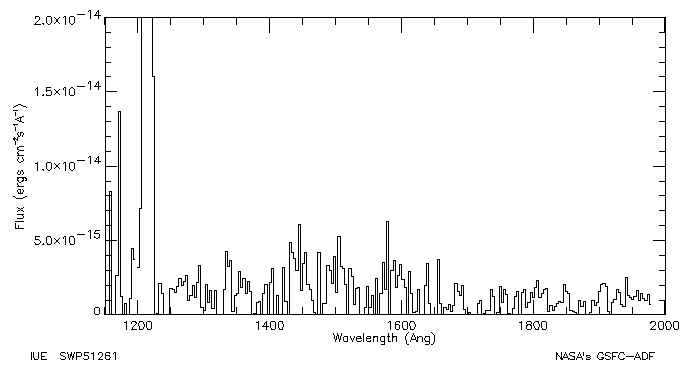 2.0×10−14
1.5×10−14
1.0×10−14
5.0×10−15
0
Flux (ergs cm−2s−1A−1)
1200 1400 1600 1800 2000
Wavelength (Ang)
IUE SWP51261 NASA's GSFC−ADF